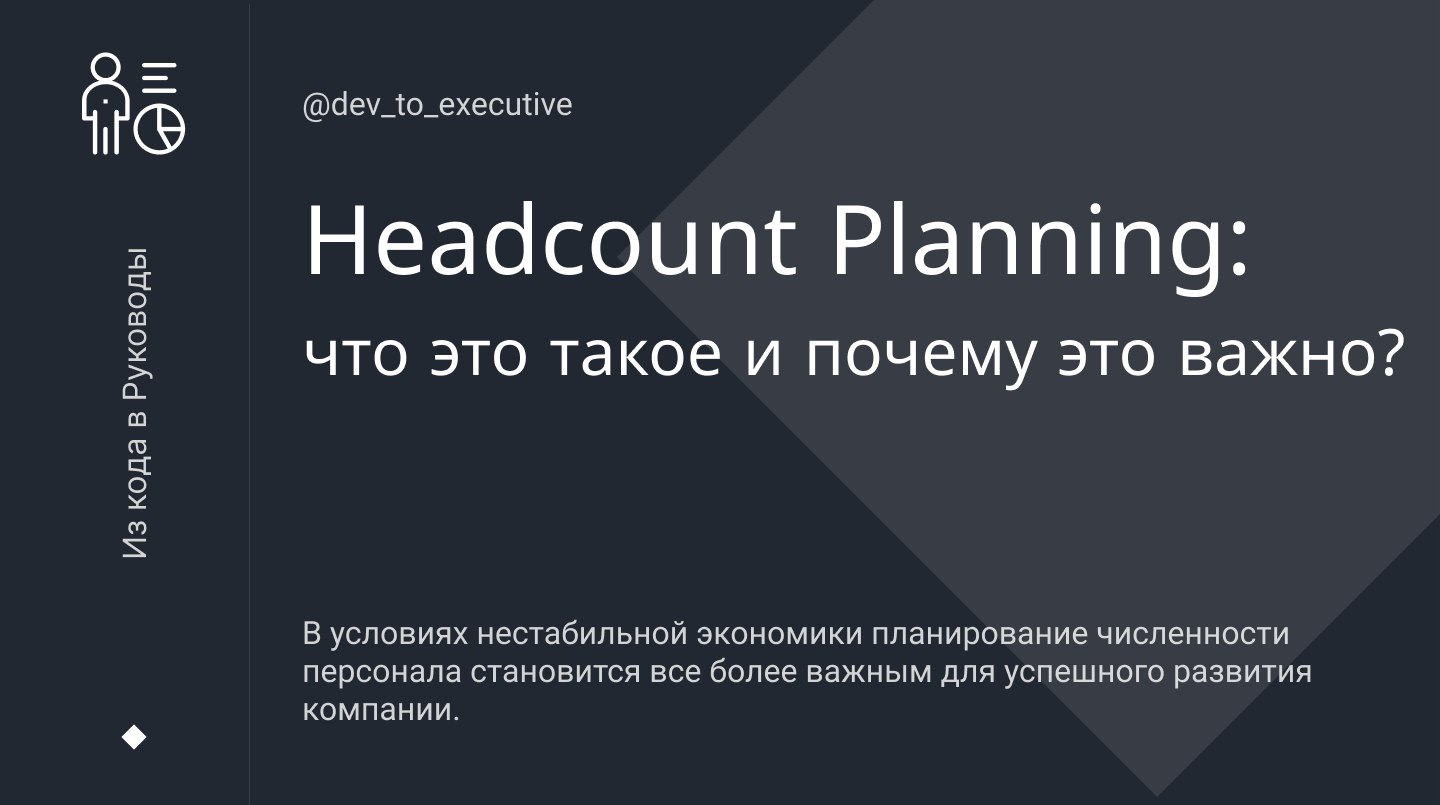 @dev_to_executive
Headcount Planning:
что это такое и почему это важно?
Из кода в Руководы
В условиях нестабильной экономики планирование численности
персонала становится все более важным для успешного развития
компании.